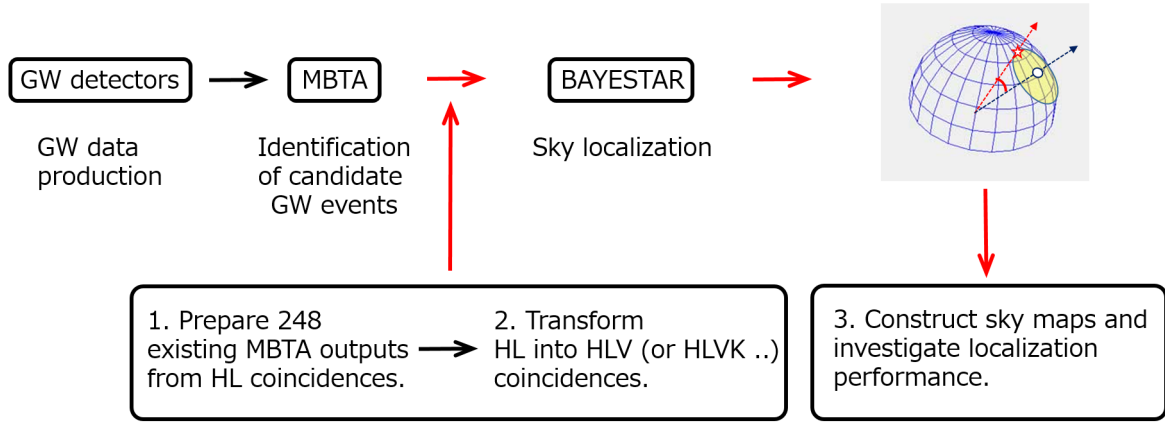 GW detectors
MBTA
BAYESTAR
GW data
production
Identification
of candidate
GW events
Sky localization
1. Prepare 248
existing MBTA outputs
from HL coincidences.
2. Transform
HL into HLV (or HLVK ..)
coincidences.
3. Construct sky maps and
investigate localization
performance.